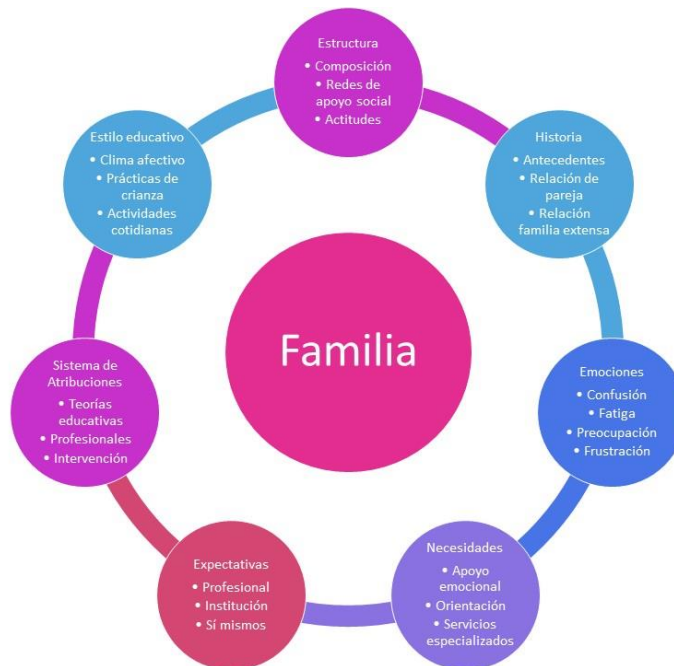 Estructura
• Composición
• Redes de
apoyo social
• Actitudes
Historia
• Antecedentes
• Relación de
pareja
• Relación
familia extensa
Emociones
• Confusión
• Fatiga
• Preocupación
• Frustración
Necesidades
• Apoyo
emocional
• Orientación
• Servicios
especializados
Expectativas
• Profesional
• Institución
• Sí mismos
Sistema de
Atribuciones
• Teorías
educativas
• Profesionales
• Intervención
Estilo educativo
• Clima afectivo
• Prácticas de
crianza
• Actividades
cotidianas
Familia